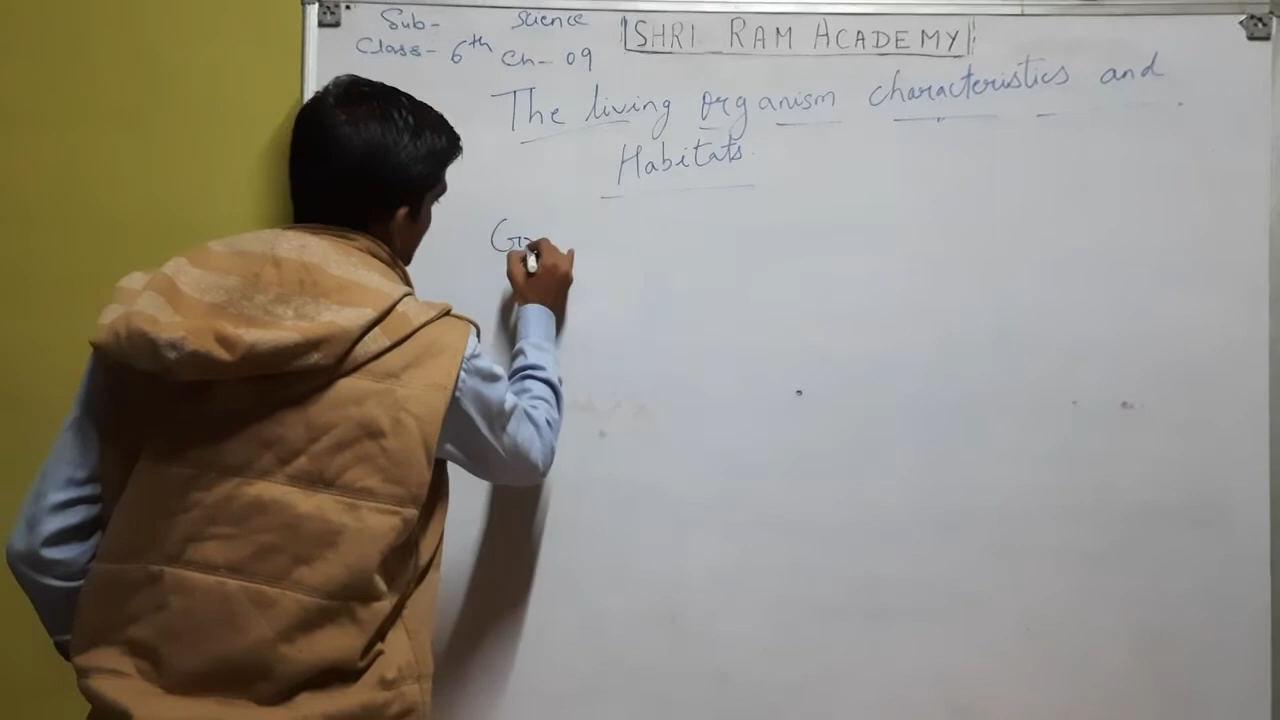 Sub- science
SHRI RAM ACADEMY
Class- 6th Ch- 09
The living organism characteristics and
Habitats